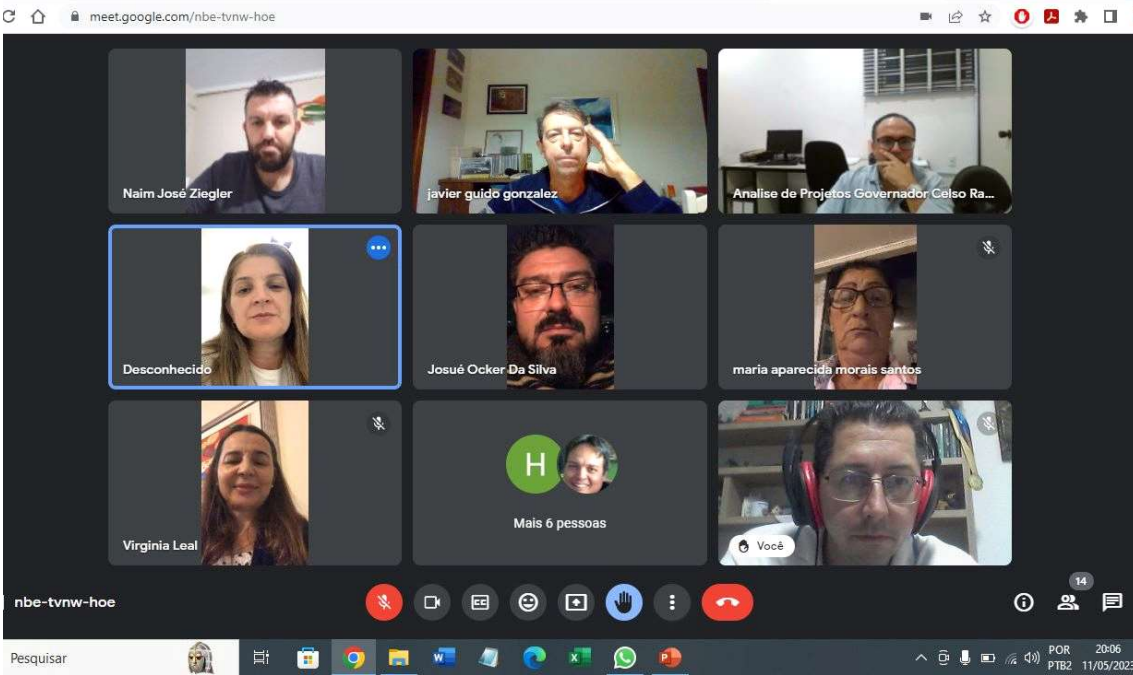 meet.google.com/nbe-tvnw-hoe
Naim José Ziegler
javier guido gonzalez
Analise de Projetos Governador Celso Ra...
Desconhecido
Josué Ocker Da Silva
maria aparecida morais santos
Virginia Leal
H
Mais 6 pessoas
Você
nbe-tvnw-hoe
CC
14
Pesquisar
POR
20:06
PTB2
11/05/2023